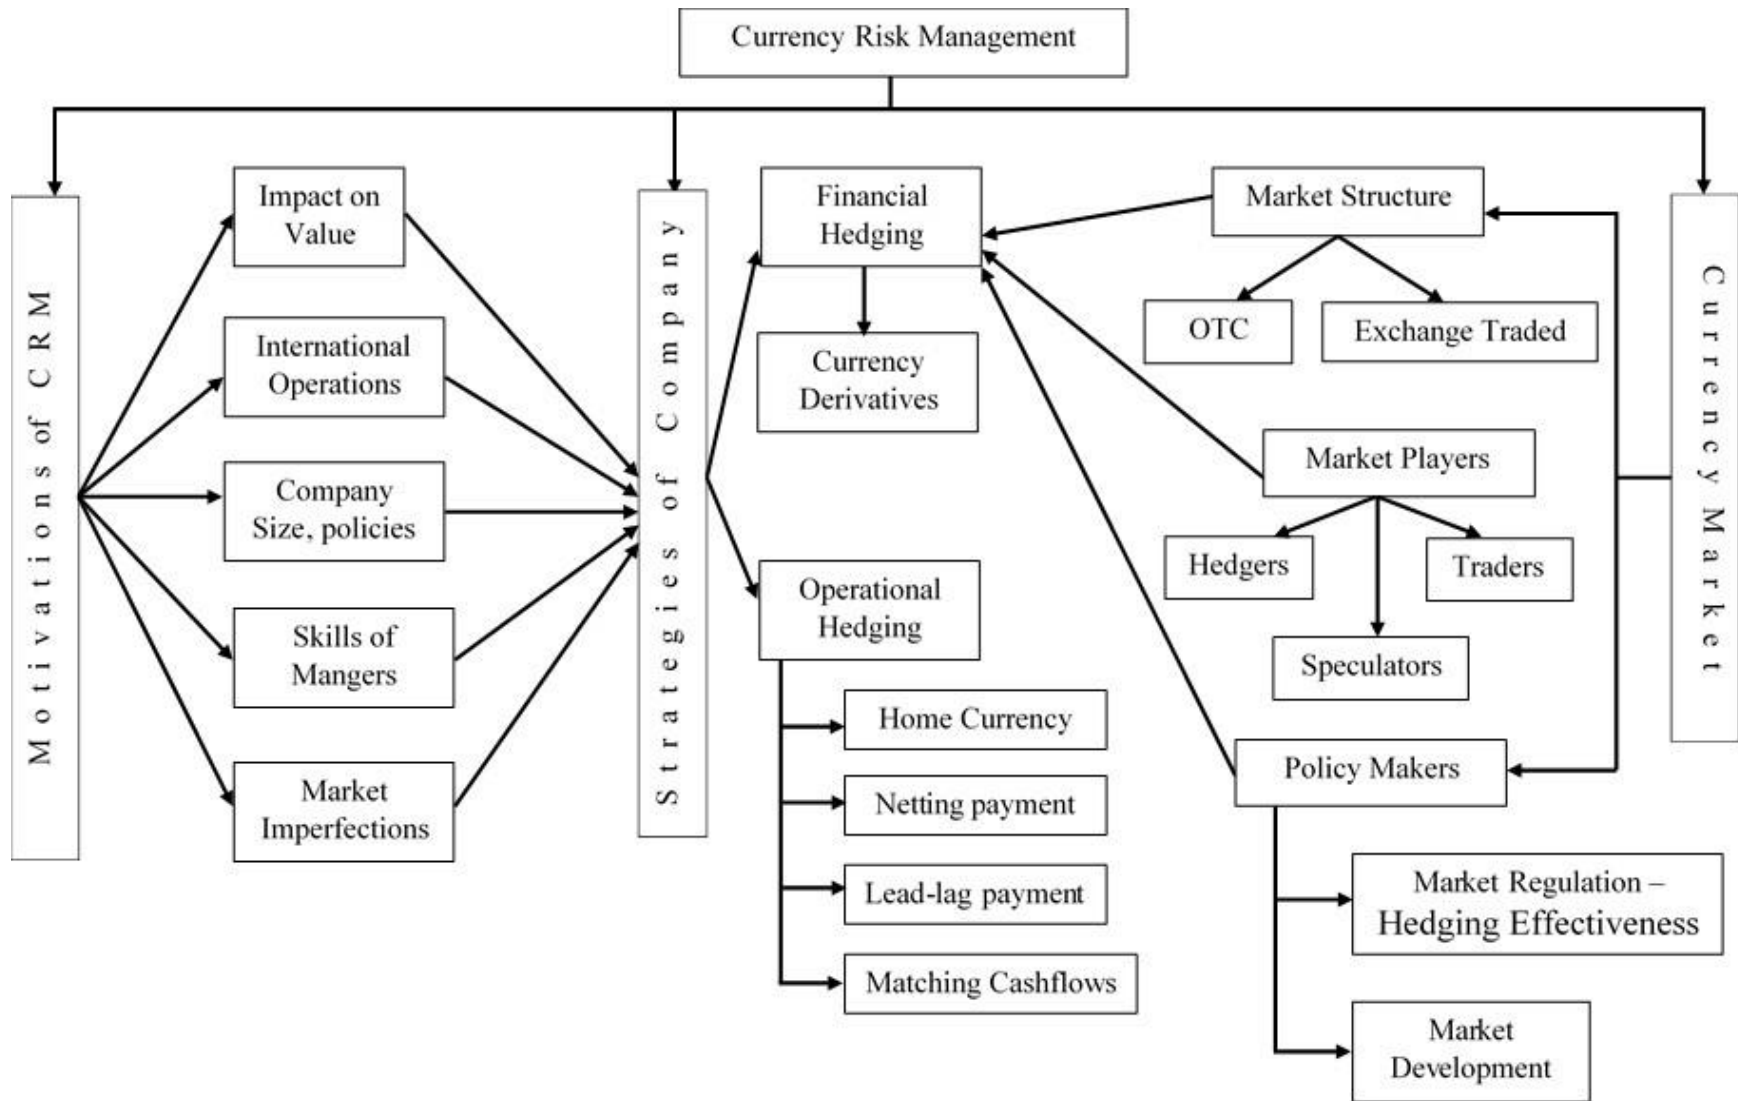 Currency Risk Management
Motivations of CRM
Impact on
Value
International
Operations
Company
Size, policies
Skills of
Mangers
Market
Imperfections
Strategies of Company
Financial
Hedging
Currency
Derivatives
Operational
Hedging
Home Currency
Netting payment
Lead-lag payment
Matching Cashflows
Market Structure
OTC
Exchange Traded
Market Players
Hedgers
Traders
Speculators
Policy Makers
Market Regulation –
Hedging Effectiveness
Market
Development
Currency Market